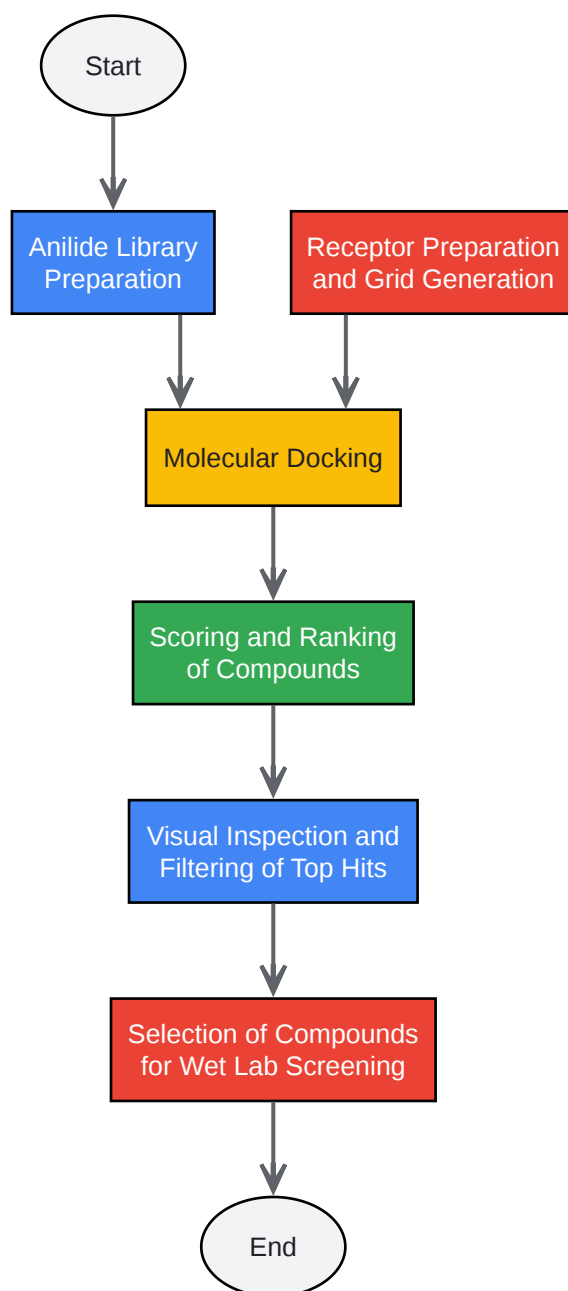 Start
Anilide Library
Preparation
Receptor Preparation
and Grid Generation
Molecular Docking
Scoring and Ranking
of Compounds
Visual Inspection and
Filtering of Top Hits
Selection of Compounds
for Wet Lab Screening
End